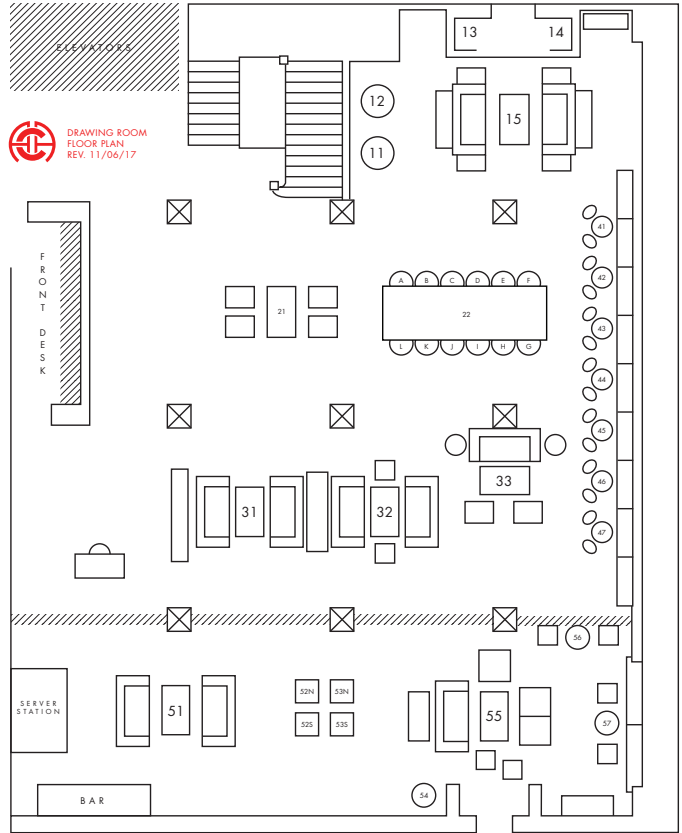 ELEVATORS
13
14
12
15
DRAWING ROOM
FLOOR PLAN
REV. 11/06/17
11
41
FRONT DESK
42
A B C D E F
21
22
43
L K J I H G
44
45
33
46
31
32
47
56
52N 53N
SERVER
STATION
51
55
52S 53S
57
54
BAR